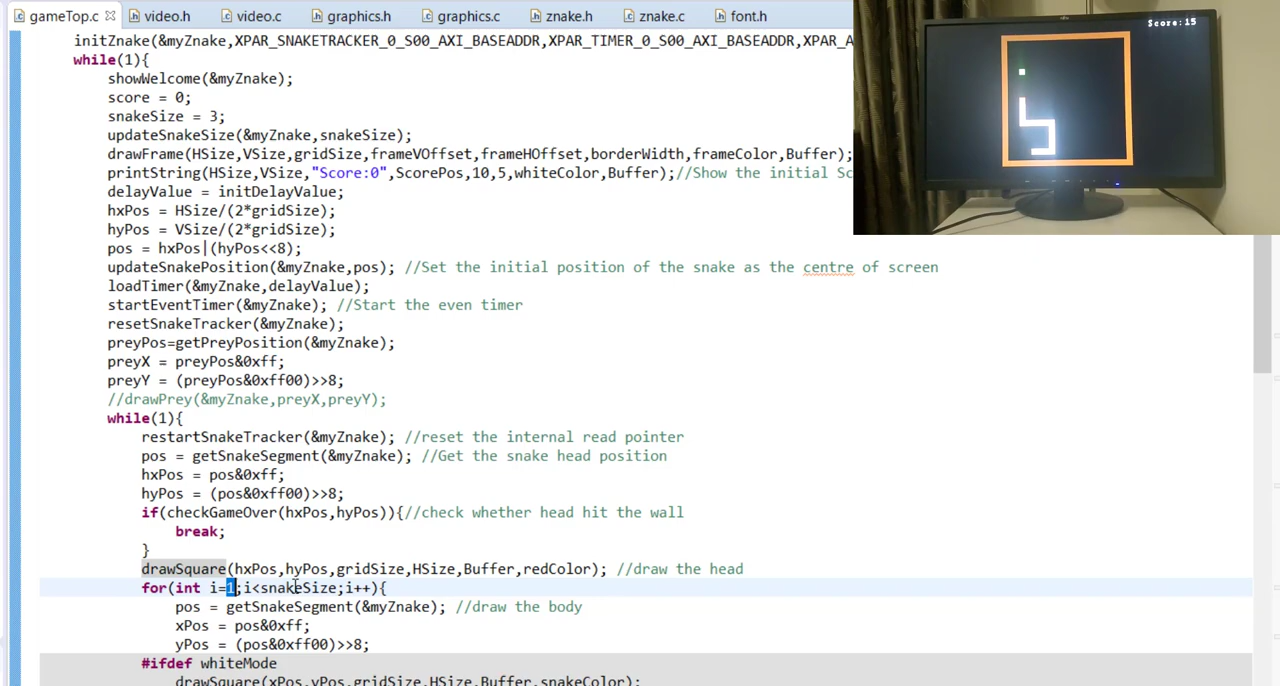 gameTop.c video.h video.c graphics.h graphics.c znake.h znake.c font.h
Score:15
initZnake(&myZnake,XPAR_SNAKETRACKER_0_S00_AXI_BASEADDR,XPAR_TIMER_0_S00_AXI_BASEADDR,XPAR_A
while(1){
showWelcome(&myZnake);
score = 0;
snakeSize = 3;
updateSnakeSize(&myZnake,snakeSize);
drawFrame(HSize,VSize,gridSize,frameVOffset,frameHOffset,borderWidth,frameColor,Buffer);
printString(HSize,VSize,"Score:0",ScorePos,10,5,whiteColor,Buffer);//Show the initial Sc
delayValue = initDelayValue;
hxPos = HSize/(2*gridSize);
hyPos = VSize/(2*gridSize);
pos = hxPos|(hyPos<<8);
updateSnakePosition(&myZnake,pos); //Set the initial position of the snake as the centre of screen
loadTimer(&myZnake,delayValue);
startEventTimer(&myZnake); //Start the even timer
resetSnakeTracker(&myZnake);
preyPos=getPreyPosition(&myZnake);
preyX = preyPos&0xff;
preyY = (preyPos&0xff00)>>8;
//drawPrey(&myZnake,preyX,preyY);
while(1){
restartSnakeTracker(&myZnake); //reset the internal read pointer
pos = getSnakeSegment(&myZnake); //Get the snake head position
hxPos = pos&0xff;
hyPos = (pos&0xff00)>>8;
if(checkGameOver(hxPos,hyPos)){//check whether head hit the wall
break;
}
drawSquare(hxPos,hyPos,gridSize,HSize,Buffer,redColor); //draw the head
for(int i=1;i<snakeSize;i++){
pos = getSnakeSegment(&myZnake); //draw the body
xPos = pos&0xff;
yPos = (pos&0xff00)>>8;
#ifdef whiteMode
drawSquare(xPos,yPos,gridSize,HSize,Buffer,snakeColor);